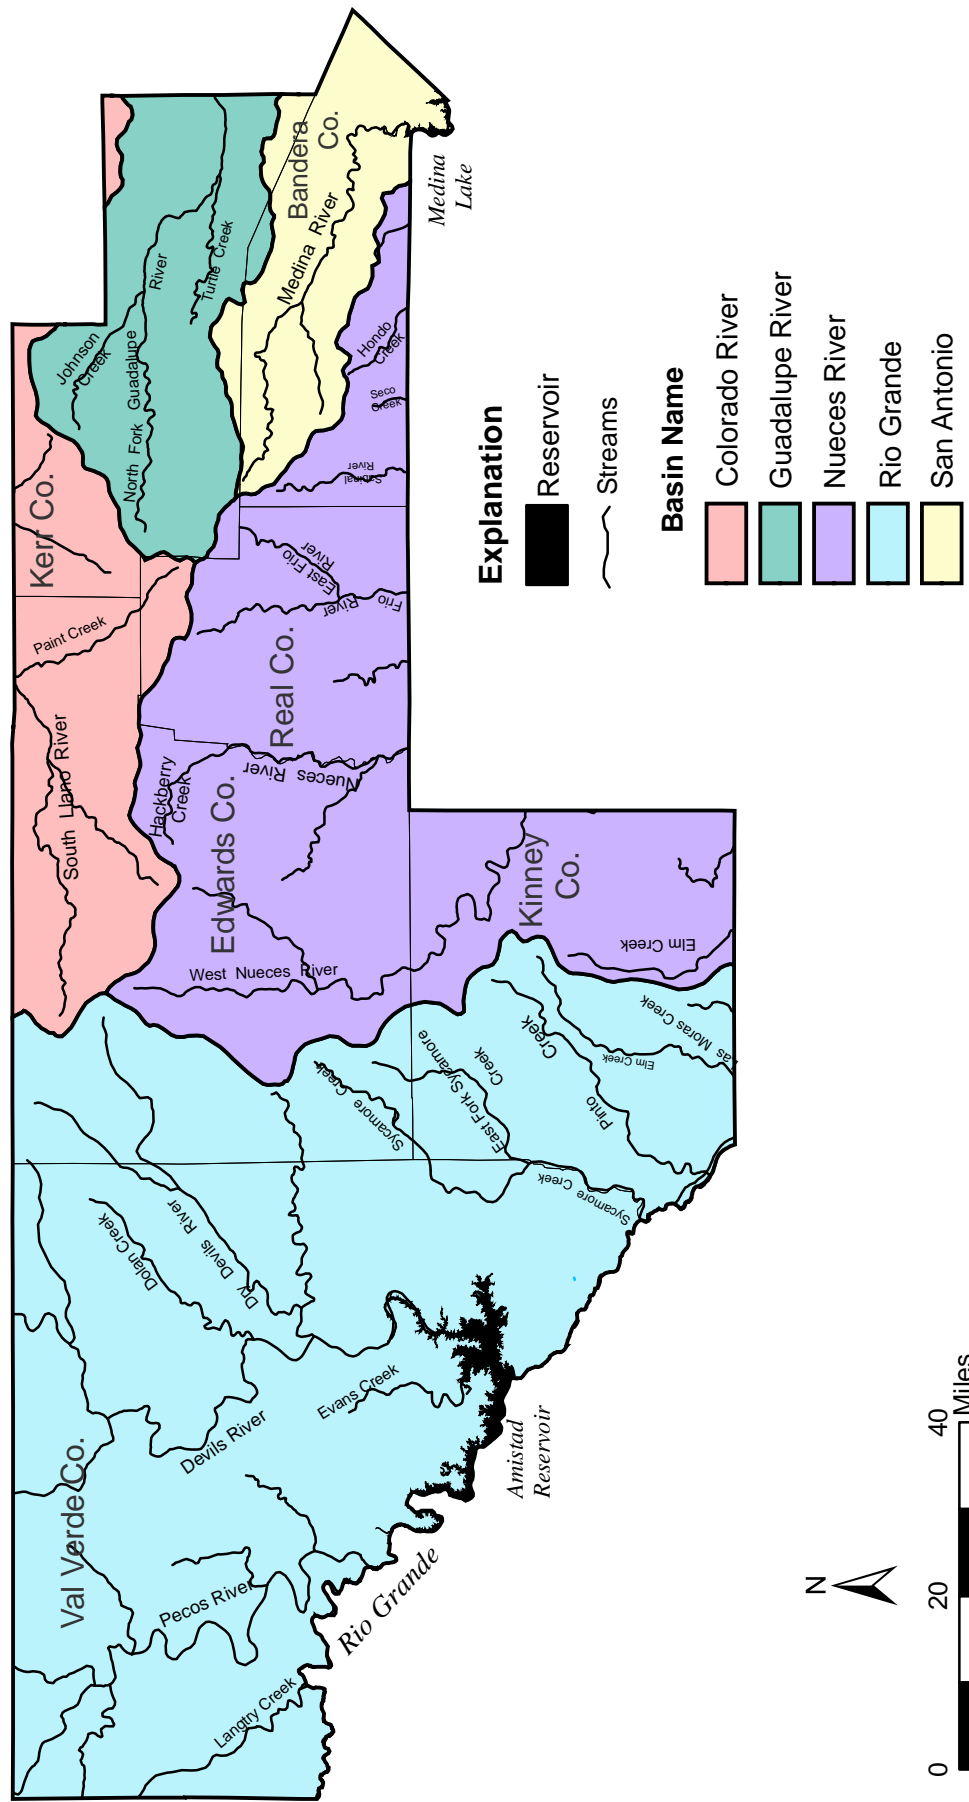 Val Verde Co.
Langtry Creek
Pecos River
Rio Grande
Devils River
Evans Creek
Amistad
Reservoir
Dolan Creek
Dry Devils River
Sycamore Creek
Sycamore Creek
East Fork Sycamore
Creek
Pinto
Creek
Elm Creek
as Moras Creek
Elm Creek
Kinney
Co.
West Nueces River
Edwards Co.
Hackberry
Creek
Nueces River
South Llano River
Paint Creek
Real Co.
Frio River
East Frio
River
Kerr Co.
North Fork Guadalupe River
Johnson
Creek
Turtle Creek
Bandera
Co.
Medina River
Sabinal
River
Seco
Creek
Hondo
Creek
Medina
Lake
Explanation
Reservoir
Streams
Basin Name
Colorado River
Guadalupe River
Nueces River
Rio Grande
San Antonio
N
0 20 40
Miles